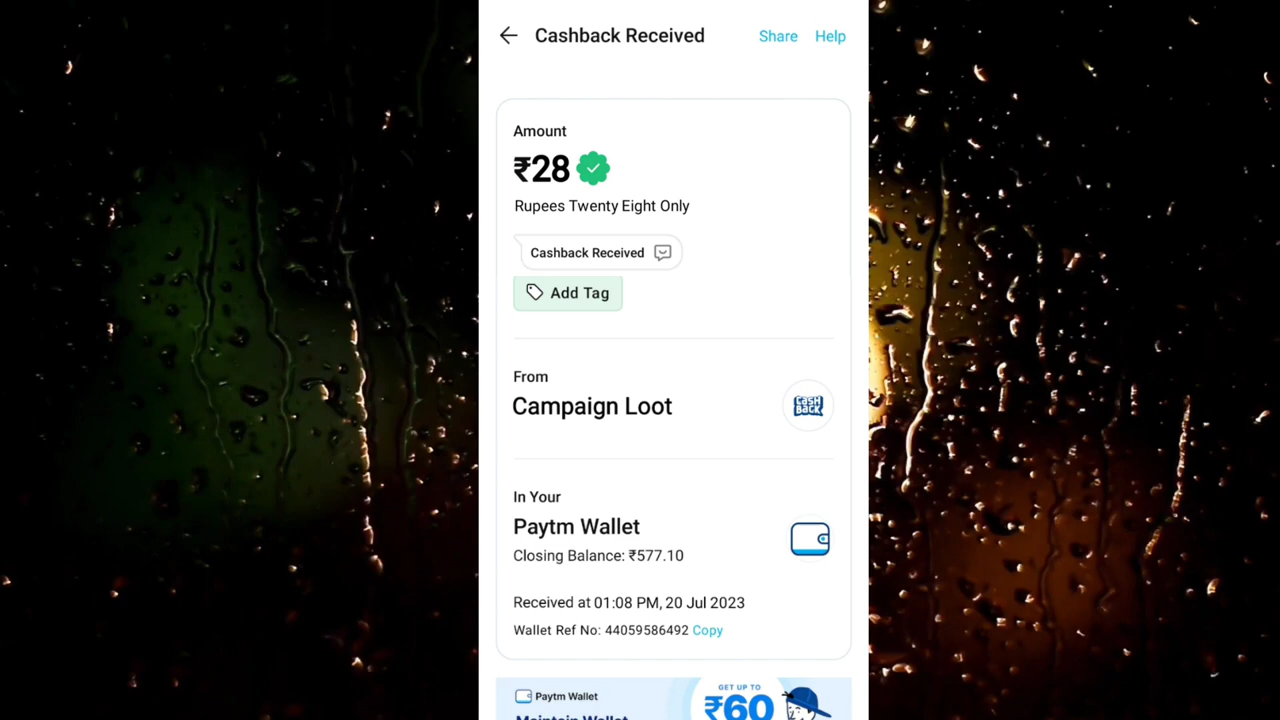 Cashback Received
Share Help
Amount
₹28
Rupees Twenty Eight Only
Cashback Received
Add Tag
From
Campaign Loot
CASH
BACK
In Your
Paytm Wallet
Closing Balance: ₹577.10
Received at 01:08 PM, 20 Jul 2023
Wallet Ref No: 44059586492 Copy
Paytm Wallet
Maintain Wallet
GET UP TO
₹60